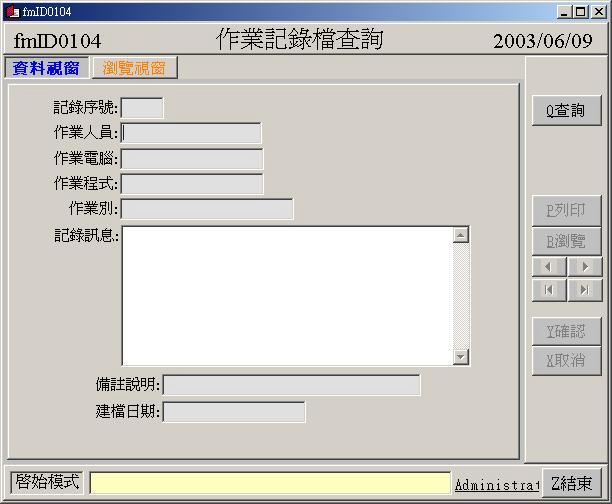 fmID0104
fmID0104 作業記錄檔查詢 2003/06/09
資料視窗 瀏覽視窗
記錄序號:
作業人員:
作業電腦:
作業程式:
作業別:
記錄訊息:
備註說明:
建檔日期:
Q查詢
P列印
B瀏覽
Y確認
X取消
啓始模式 Administrat Z結束